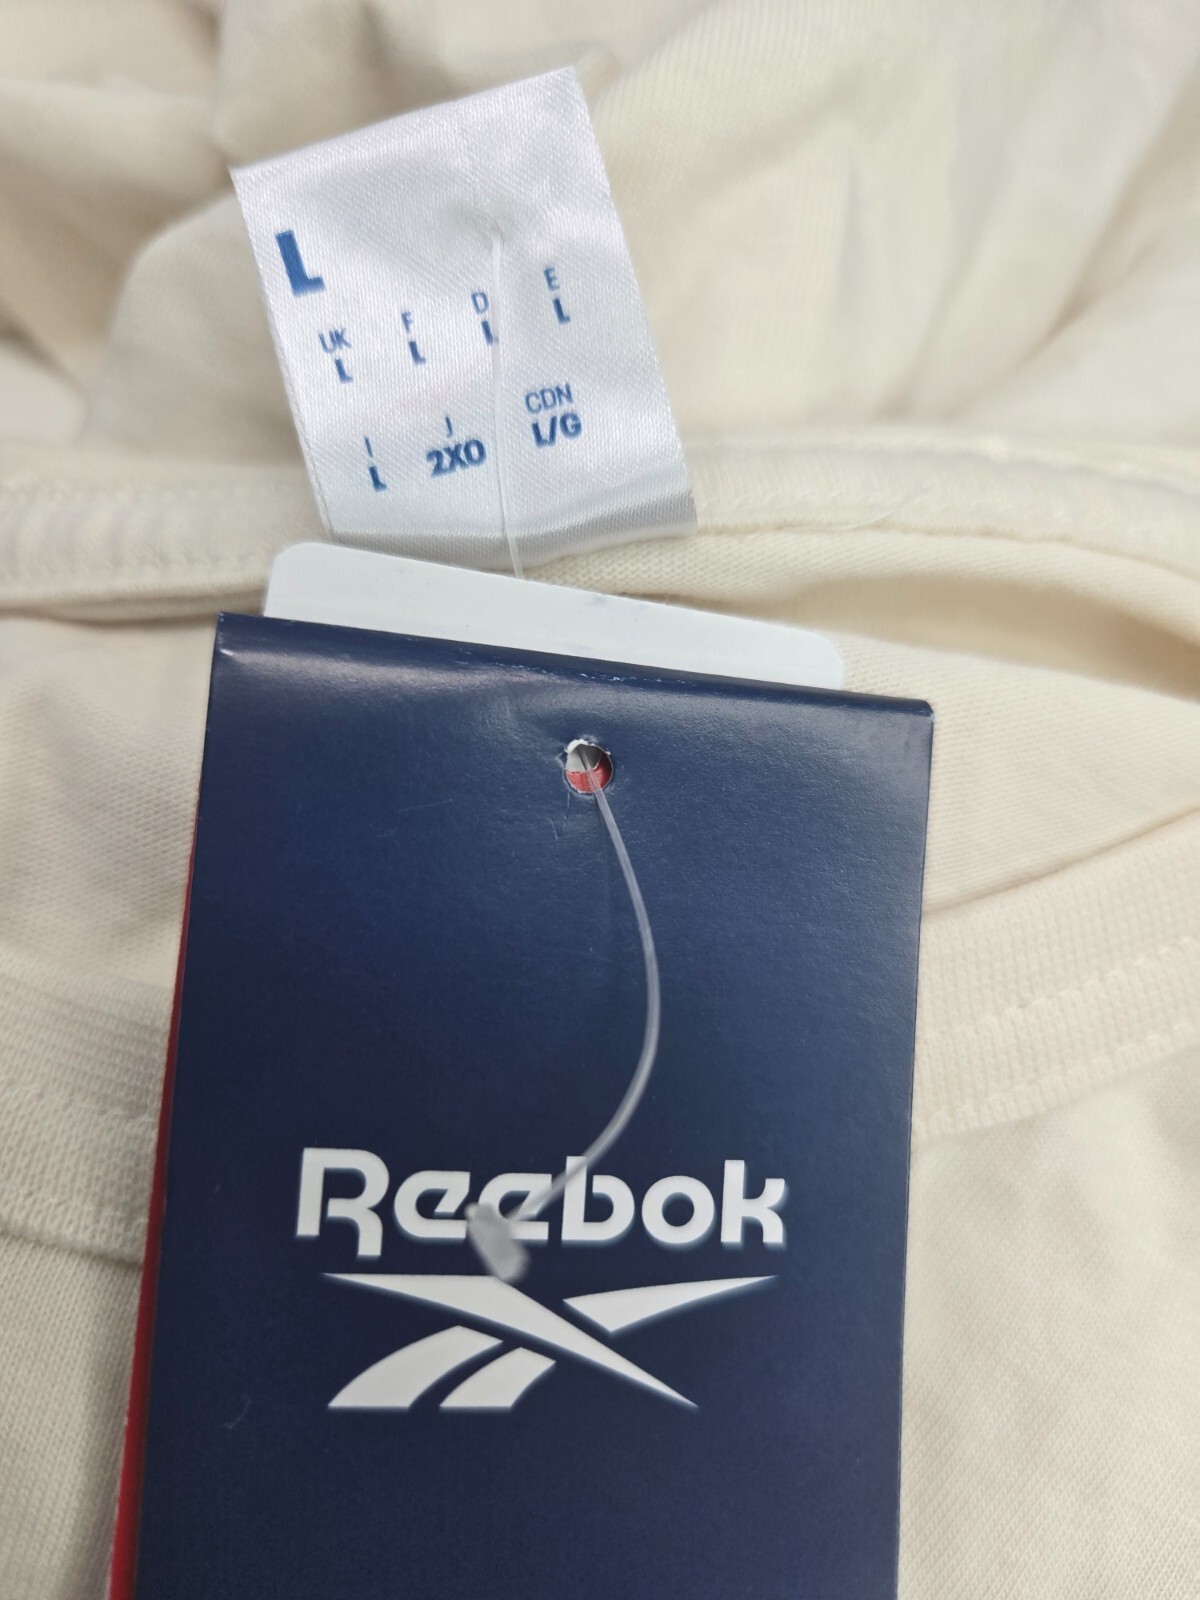 L
UK F D E
L L L L
I J CDN
L 2XO L/G
Reebok